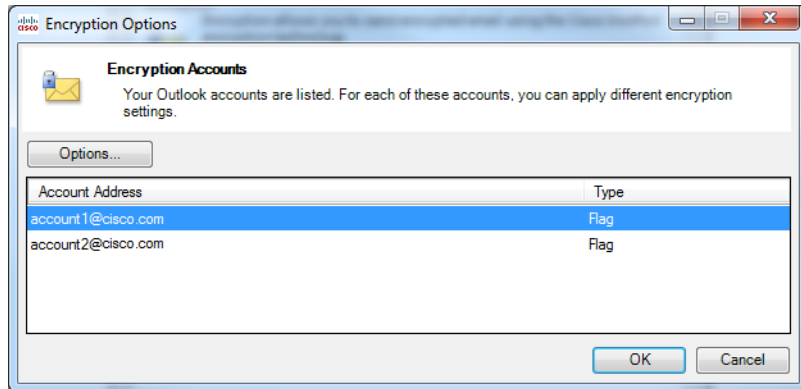 cisco Encryption Options
Encryption Accounts
Your Outlook accounts are listed. For each of these accounts, you can apply different encryption
settings.
Options...
Account Address Type
account1@cisco.com Flag
account2@cisco.com Flag
OK Cancel